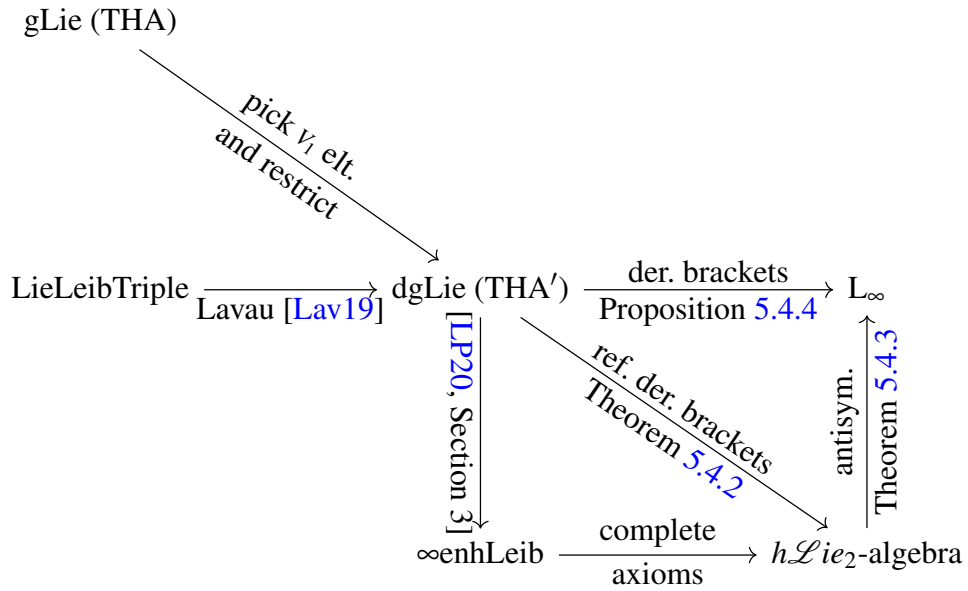 gLie (THA)
pick V₁ elt.
and restrict
LieLeibTriple
Lavau [Lav19]
dgLie (THA′)
der. brackets
Proposition 5.4.4
L∞
[LP20, Section 3]
ref. der. brackets
Theorem 5.4.2
antisym.
Theorem 5.4.3
∞enhLeib
complete
axioms
hℒie₂-algebra